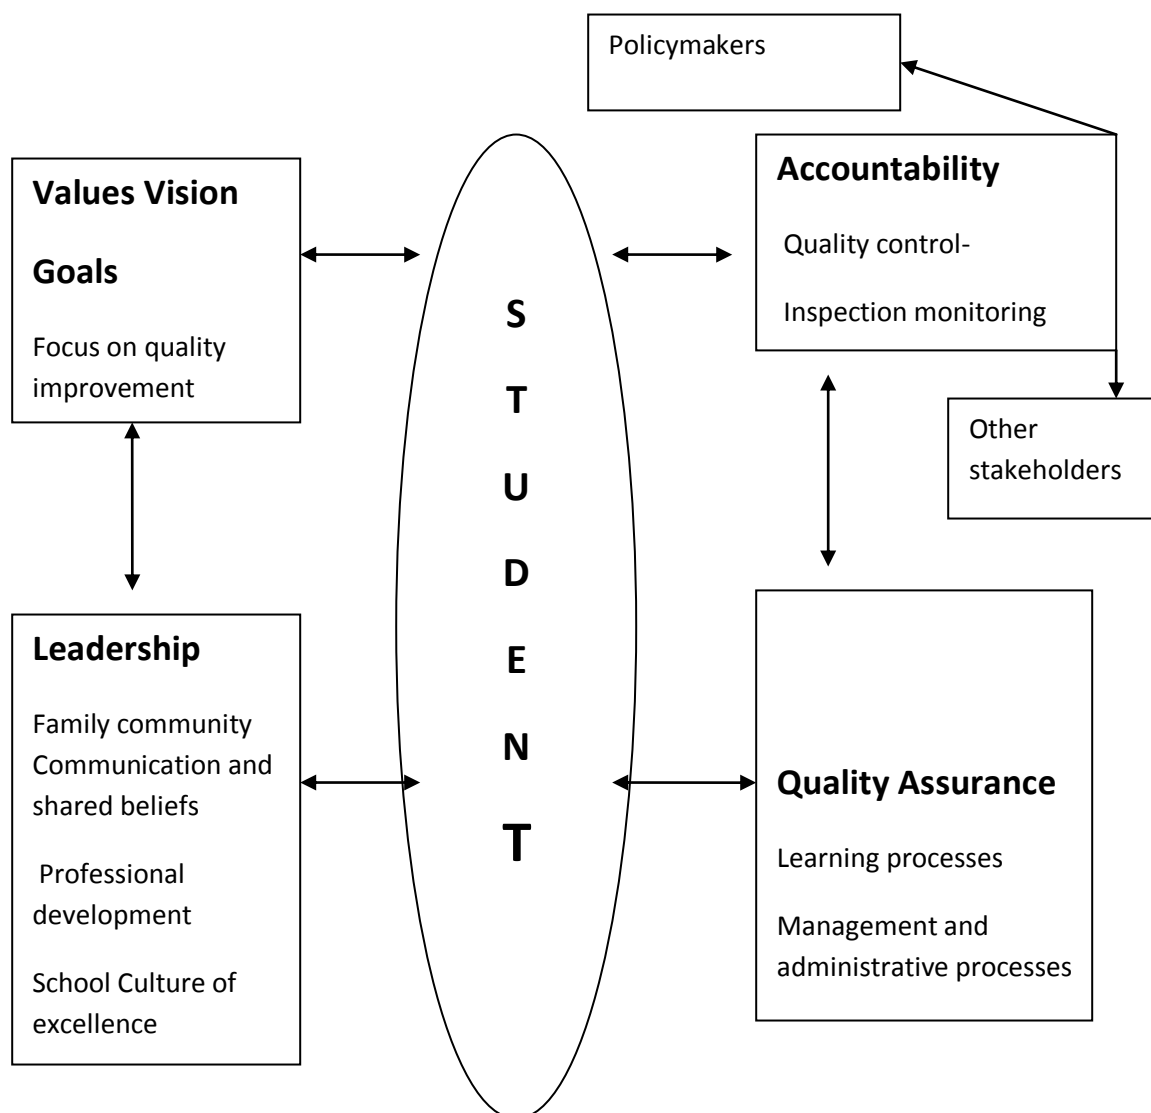 Policymakers
Values Vision
Goals
Focus on quality
improvement
Accountability
Quality control-
Inspection monitoring
Other
stakeholders
S
T
U
D
E
N
T
Leadership
Family community
Communication and
shared beliefs
Professional
development
School Culture of
excellence
Quality Assurance
Learning processes
Management and
administrative processes